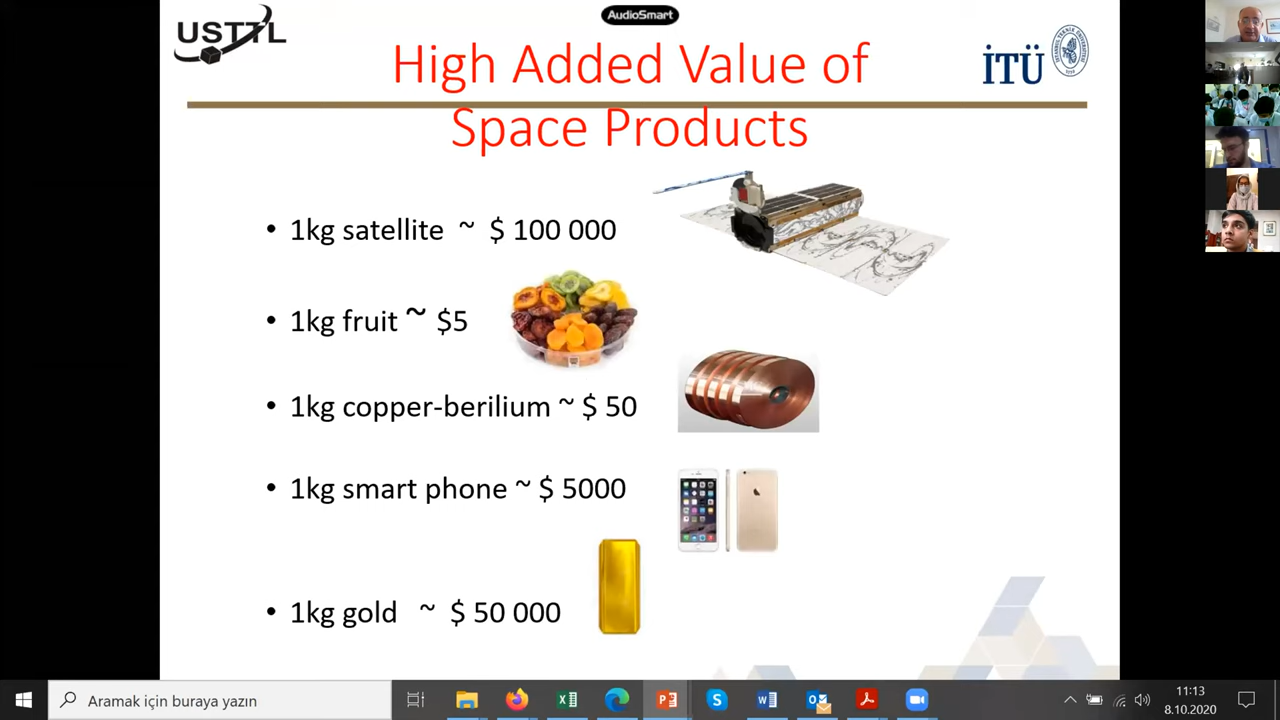 AudioSmart
USTTL
High Added Value of
İTÜ
Space Products
• 1kg satellite ~ $ 100 000
• 1kg fruit ~ $5
• 1kg copper-berilium ~ $ 50
• 1kg smart phone ~ $ 5000
• 1kg gold ~ $ 50 000
Aramak için buraya yazın
11:13
8.10.2020